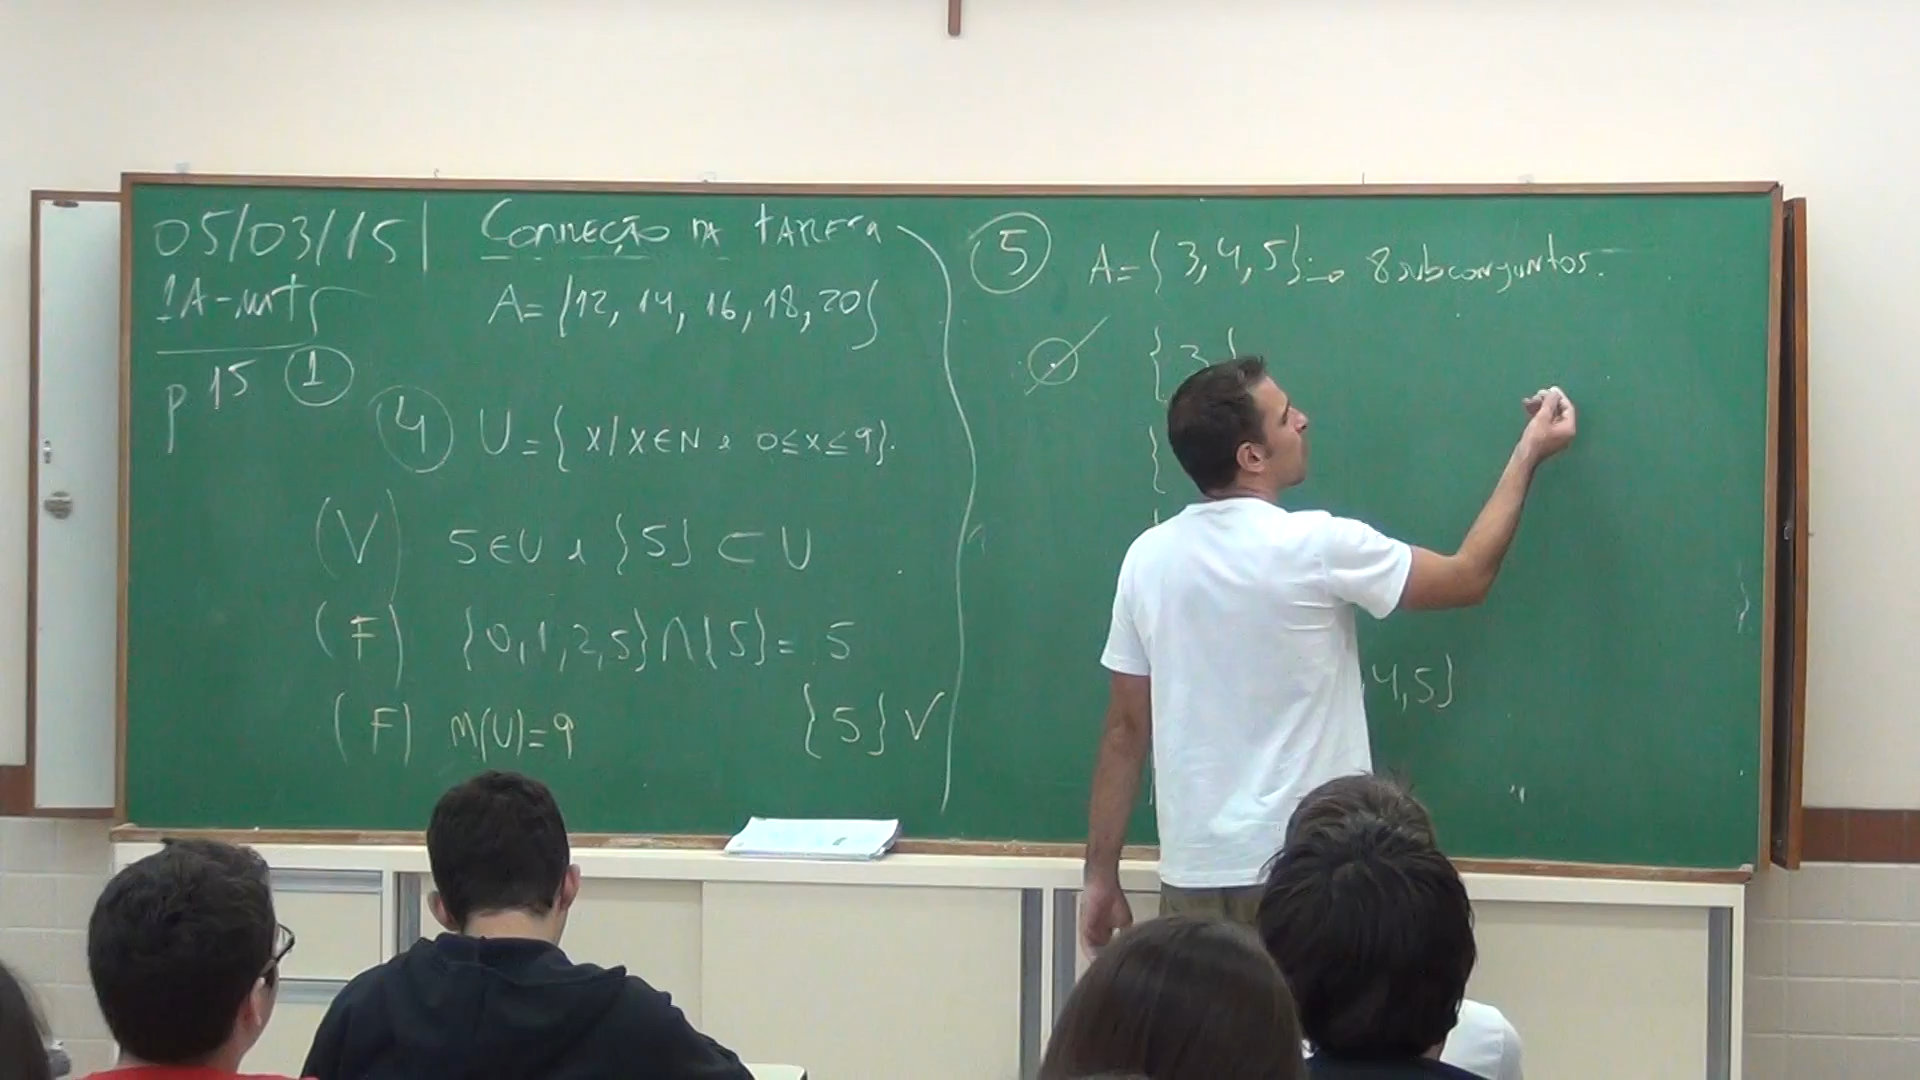 05/03/15
Correção da tarefa
1A - mat
A = {12, 14, 16, 18, 20}
p 15 ①
④ U = { x / x ∈ N e 0 ≤ x ≤ 9}.
(V) 5 ∈ U e {5} ⊂ U
(F) {0, 1, 2, 5} ∩ {5} = 5
{5} V
(F) n(U) = 9
⑤ A = {3, 4, 5} → 8 subconjuntos.
∅ {3}
{
, 4, 5}